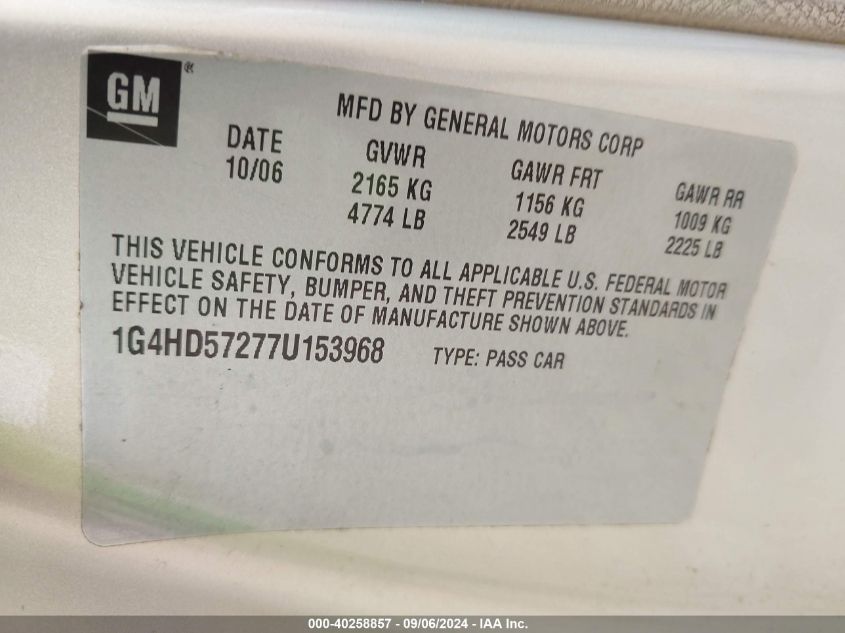 GM®
MFD BY GENERAL MOTORS CORP
DATE GVWR GAWR FRT GAWR RR
10/06 2165 KG 1156 KG 1009 KG
4774 LB 2549 LB 2225 LB
THIS VEHICLE CONFORMS TO ALL APPLICABLE U.S. FEDERAL MOTOR
VEHICLE SAFETY, BUMPER, AND THEFT PREVENTION STANDARDS IN
EFFECT ON THE DATE OF MANUFACTURE SHOWN ABOVE.
1G4HD57277U153968 TYPE: PASS CAR
000-40258857 - 09/06/2024 - IAA Inc.